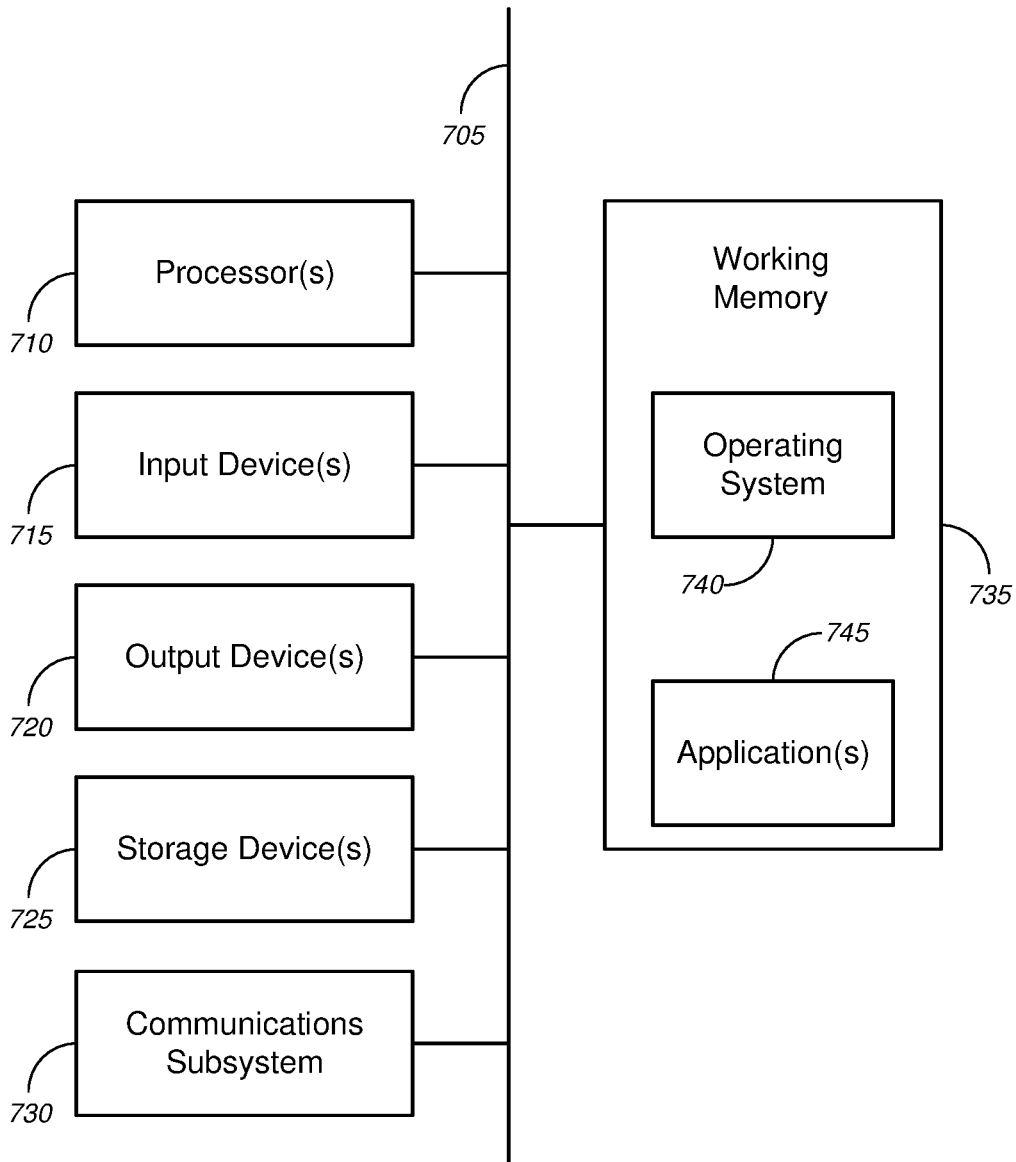 705
Processor(s)
710
Input Device(s)
715
Output Device(s)
720
Storage Device(s)
725
Communications
Subsystem
730
Working
Memory
Operating
System
740
735
745
Application(s)